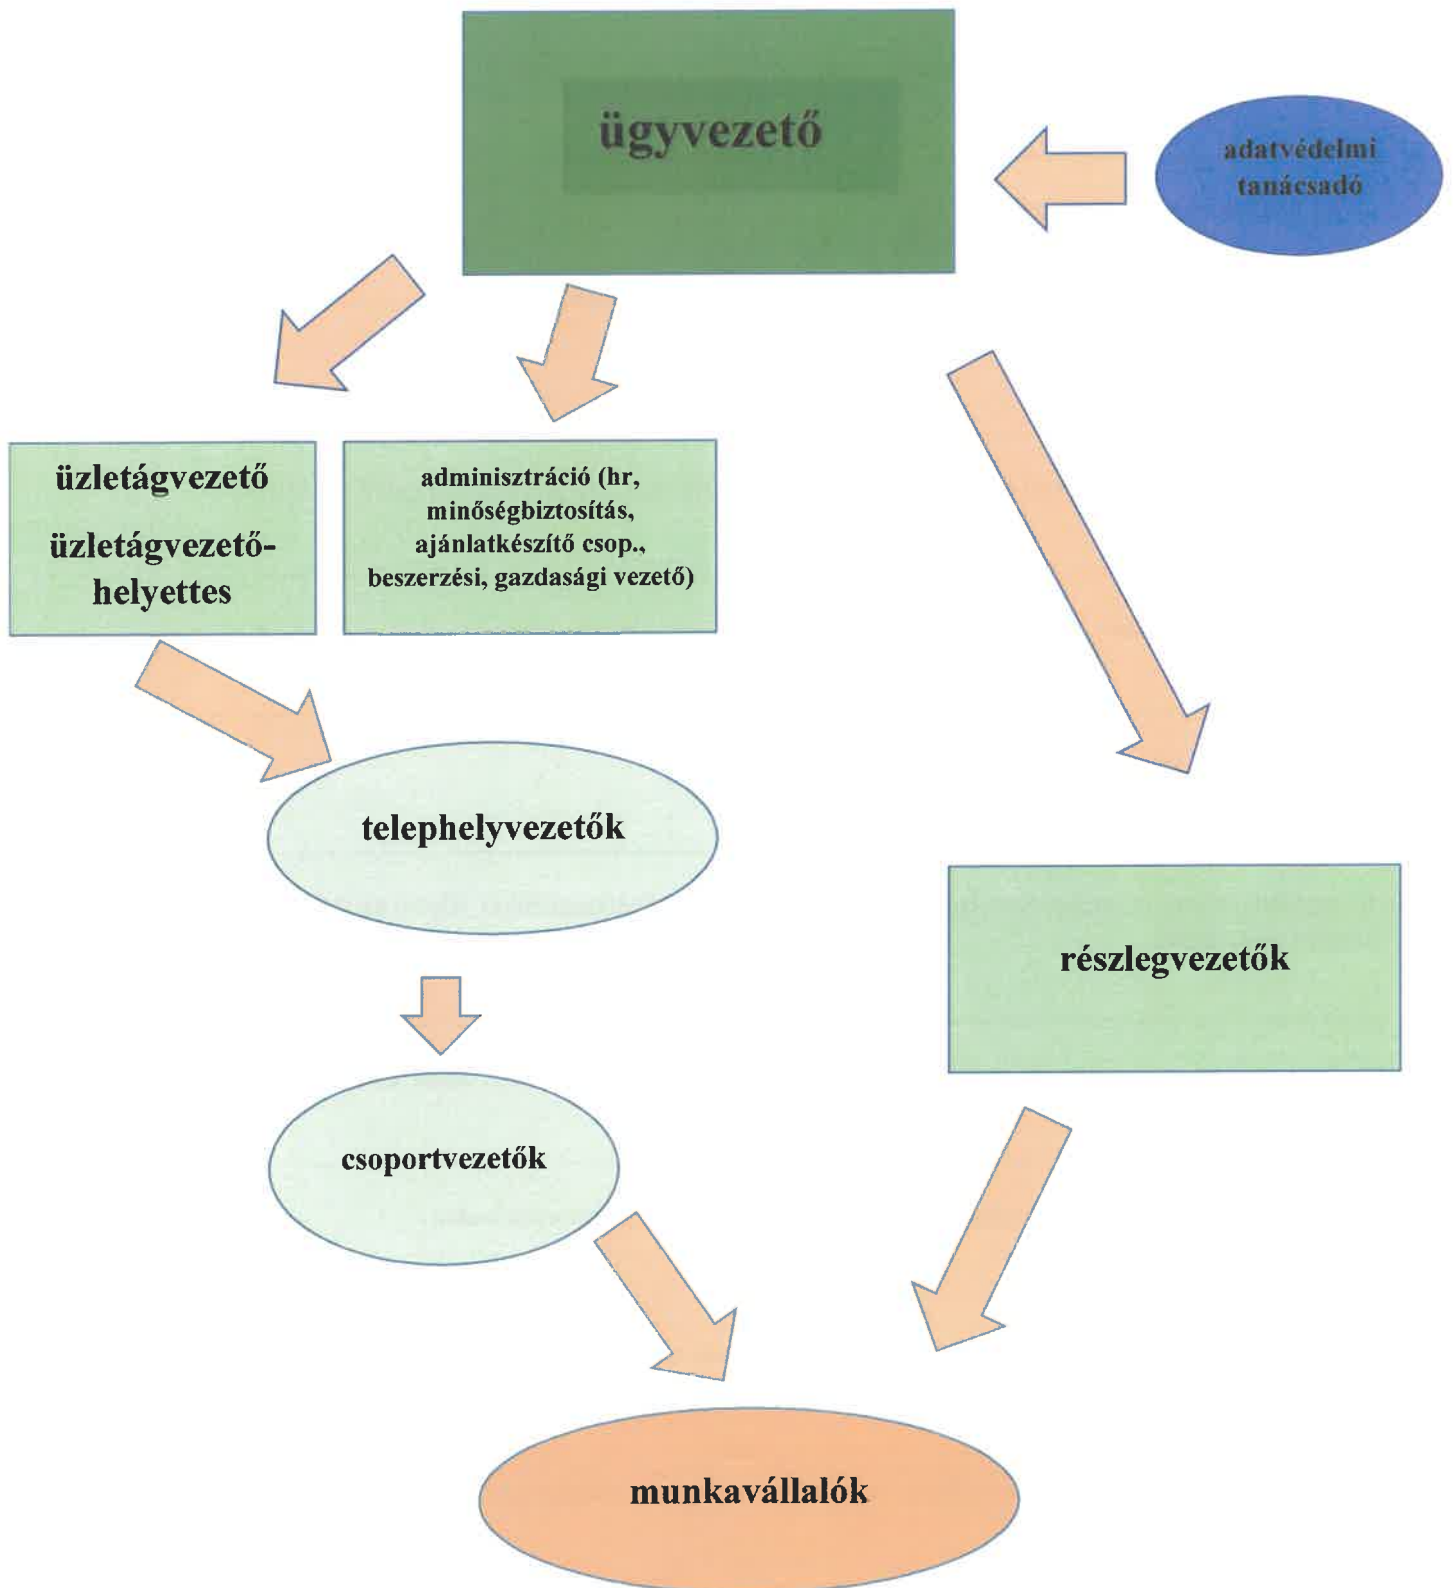 ügyvezető
adatvédelmi
tanácsadó
üzletágvezető
üzletágvezető-
helyettes
adminisztráció (hr,
minőségbiztosítás,
ajánlatkészítő csop.,
beszerzési, gazdasági vezető)
telephelyvezetők
részlegvezetők
csoportvezetők
munkavállalók